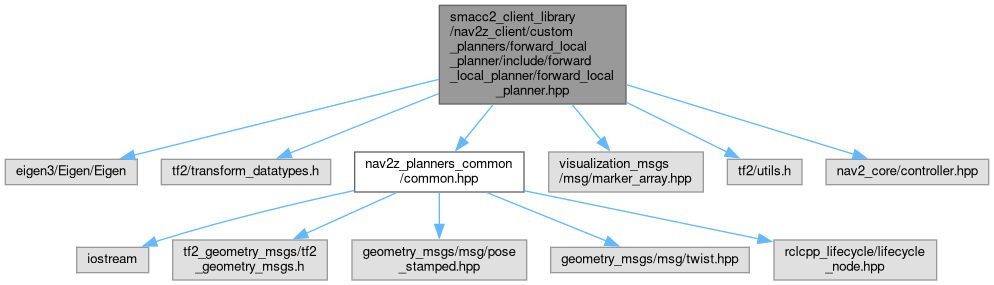 smacc2_client_library
/nav2z_client/custom
_planners/forward_local
_planner/include/forward
_local_planner/forward_local
_planner.hpp
eigen3/Eigen/Eigen
tf2/transform_datatypes.h
nav2z_planners_common
/common.hpp
visualization_msgs
/msg/marker_array.hpp
tf2/utils.h
nav2_core/controller.hpp
iostream
tf2_geometry_msgs/tf2
_geometry_msgs.h
geometry_msgs/msg/pose
_stamped.hpp
geometry_msgs/msg/twist.hpp
rclcpp_lifecycle/lifecycle
_node.hpp